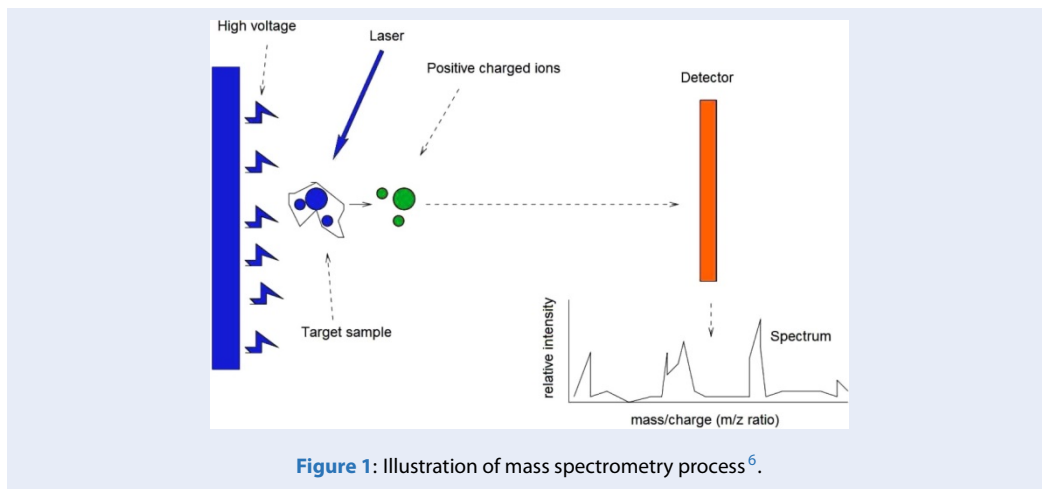 High voltage
Laser
Positive charged ions
Detector
Target sample
relative intensity
Spectrum
mass/charge (m/z ratio)
Figure 1: Illustration of mass spectrometry process 6.